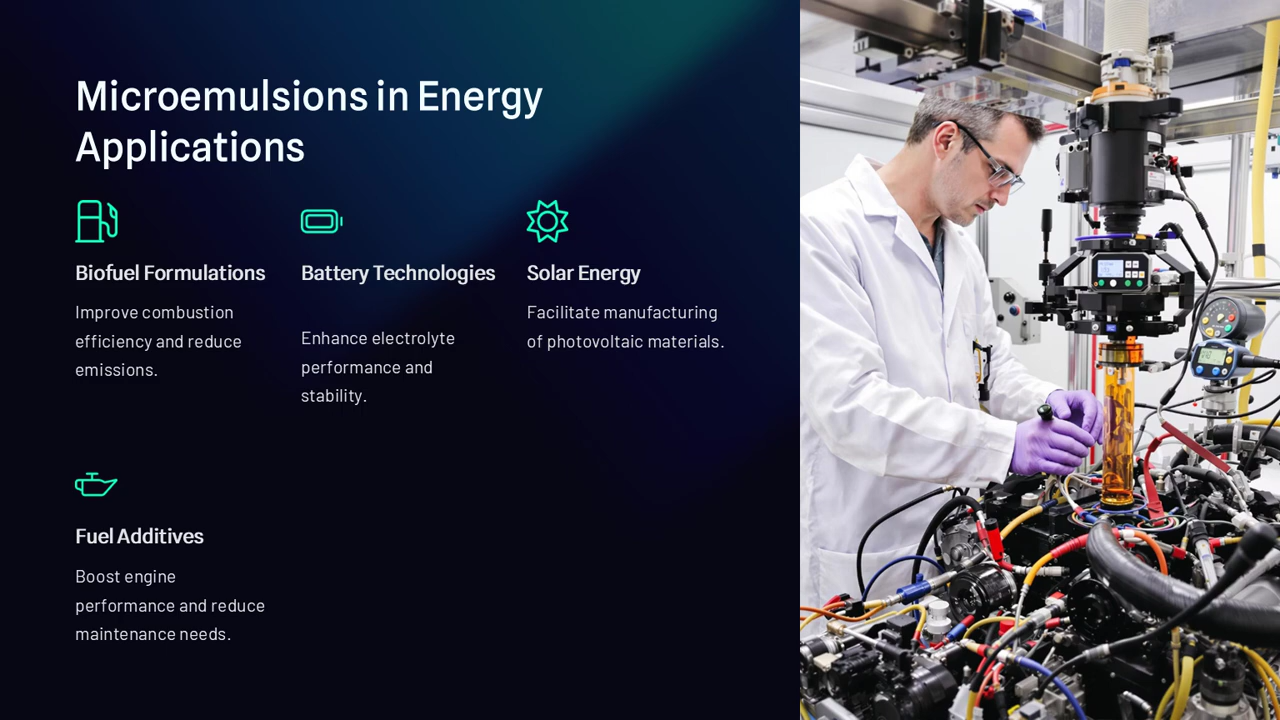 Microemulsions in Energy
Applications
Biofuel Formulations
Improve combustion
efficiency and reduce
emissions.
Battery Technologies
Enhance electrolyte
performance and
stability.
Solar Energy
Facilitate manufacturing
of photovoltaic materials.
Fuel Additives
Boost engine
performance and reduce
maintenance needs.